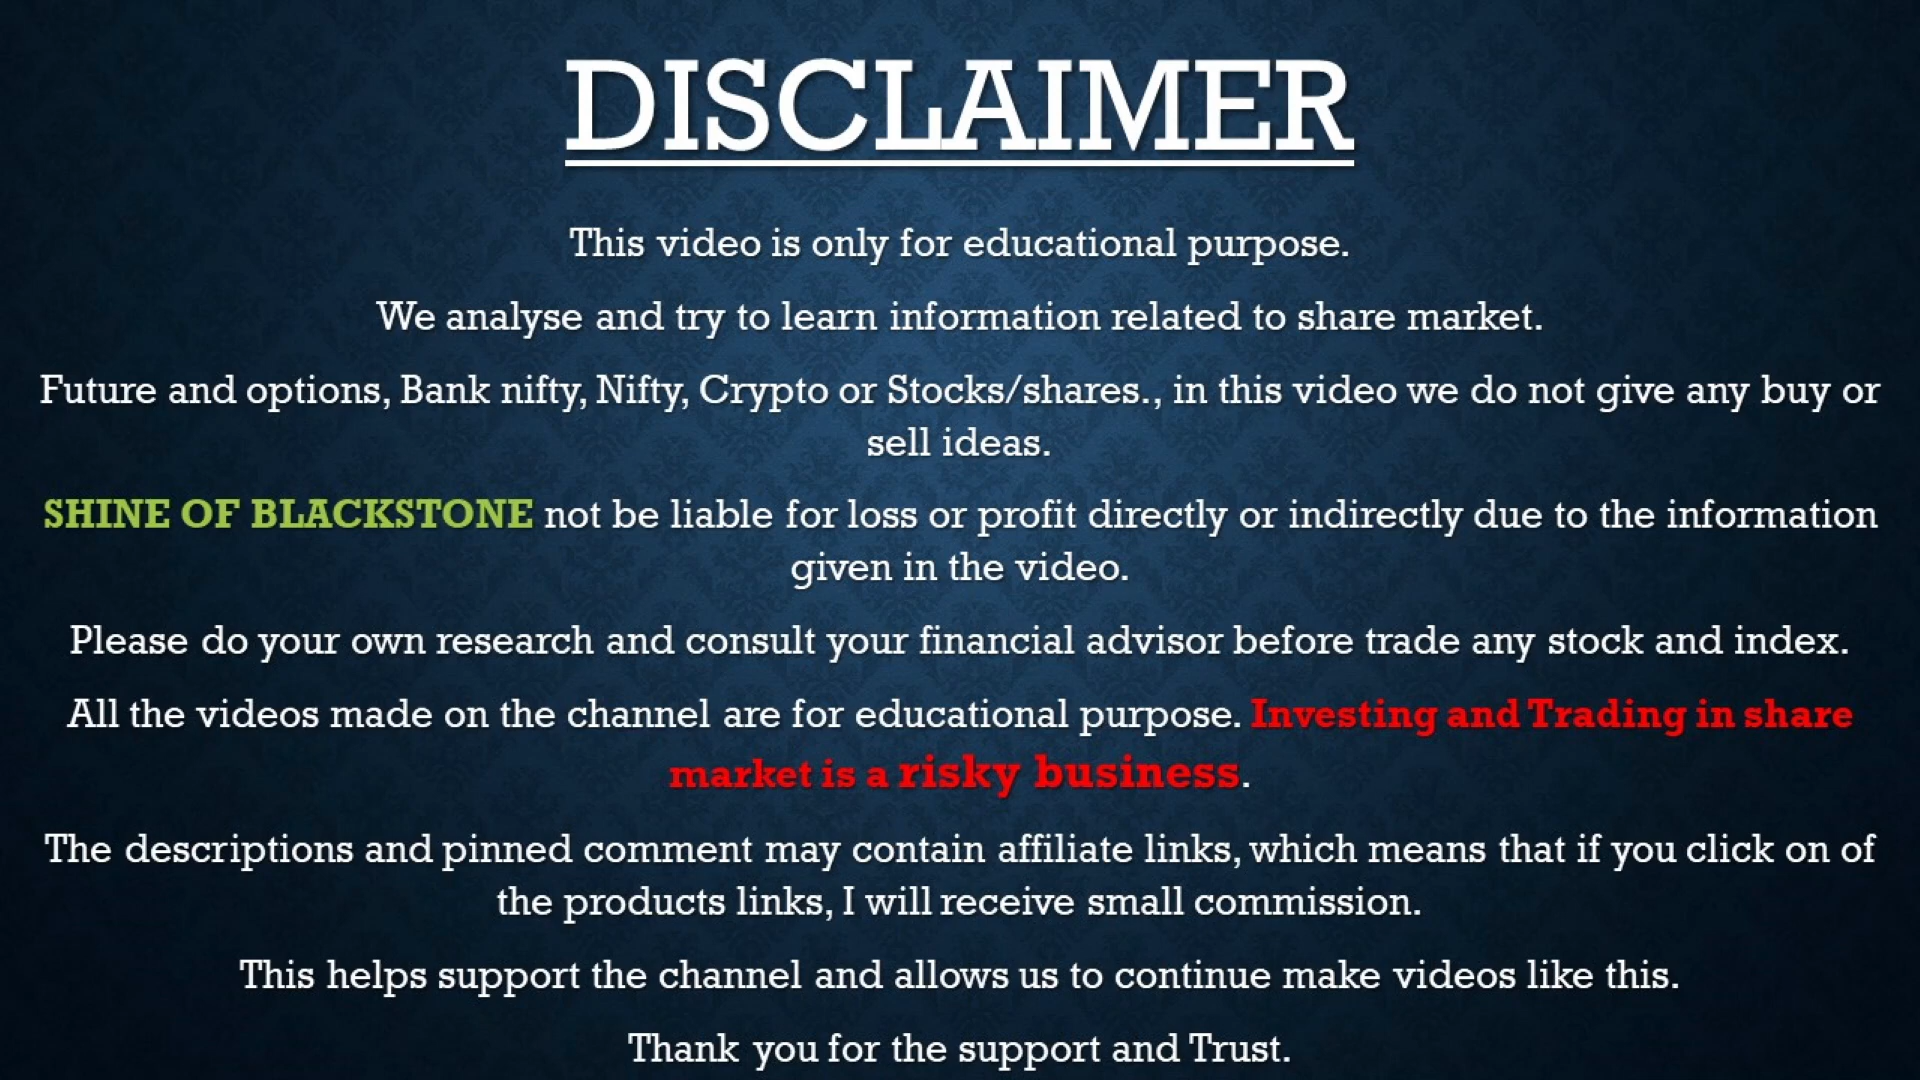 DISCLAIMER
This video is only for educational purpose.
We analyse and try to learn information related to share market.
Future and options, Bank nifty, Nifty, Crypto or Stocks/shares., in this video we do not give any buy or
sell ideas.
SHINE OF BLACKSTONE not be liable for loss or profit directly or indirectly due to the information
given in the video.
Please do your own research and consult your financial advisor before trade any stock and index.
All the videos made on the channel are for educational purpose. Investing and Trading in share
market is a risky business.
The descriptions and pinned comment may contain affiliate links, which means that if you click on of
the products links, I will receive small commission.
This helps support the channel and allows us to continue make videos like this.
Thank you for the support and Trust.